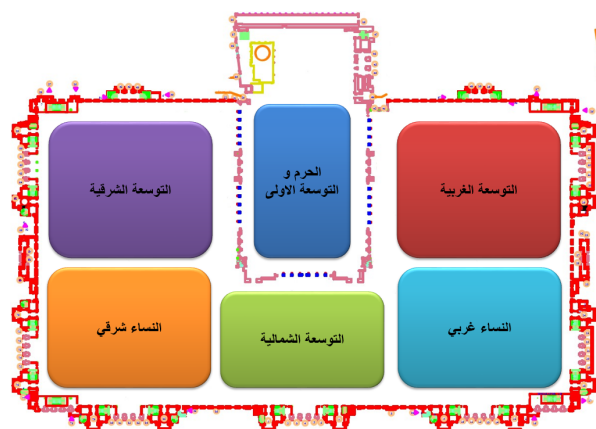 التوسعة الغربية
الحرم و
التوسعة الاولى
التوسعة الشرقية
النساء غربي
التوسعة الشمالية
النساء شرقي